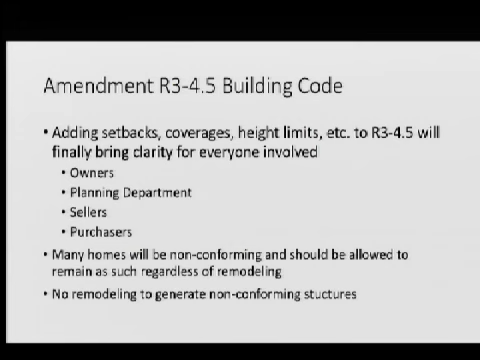 Amendment R3-4.5 Building Code
• Adding setbacks, coverages, height limits, etc. to R3-4.5 will
finally bring clarity for everyone involved
• Owners
• Planning Department
• Sellers
• Purchasers
• Many homes will be non-conforming and should be allowed to
remain as such regardless of remodeling
• No remodeling to generate non-conforming stuctures